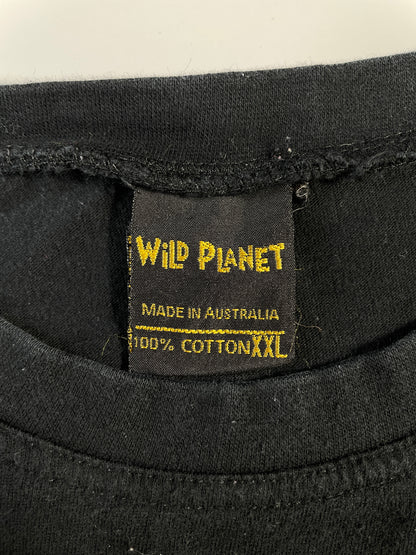 WiLD PLANET
MADE IN AUSTRALIA
100% COTTON XXL